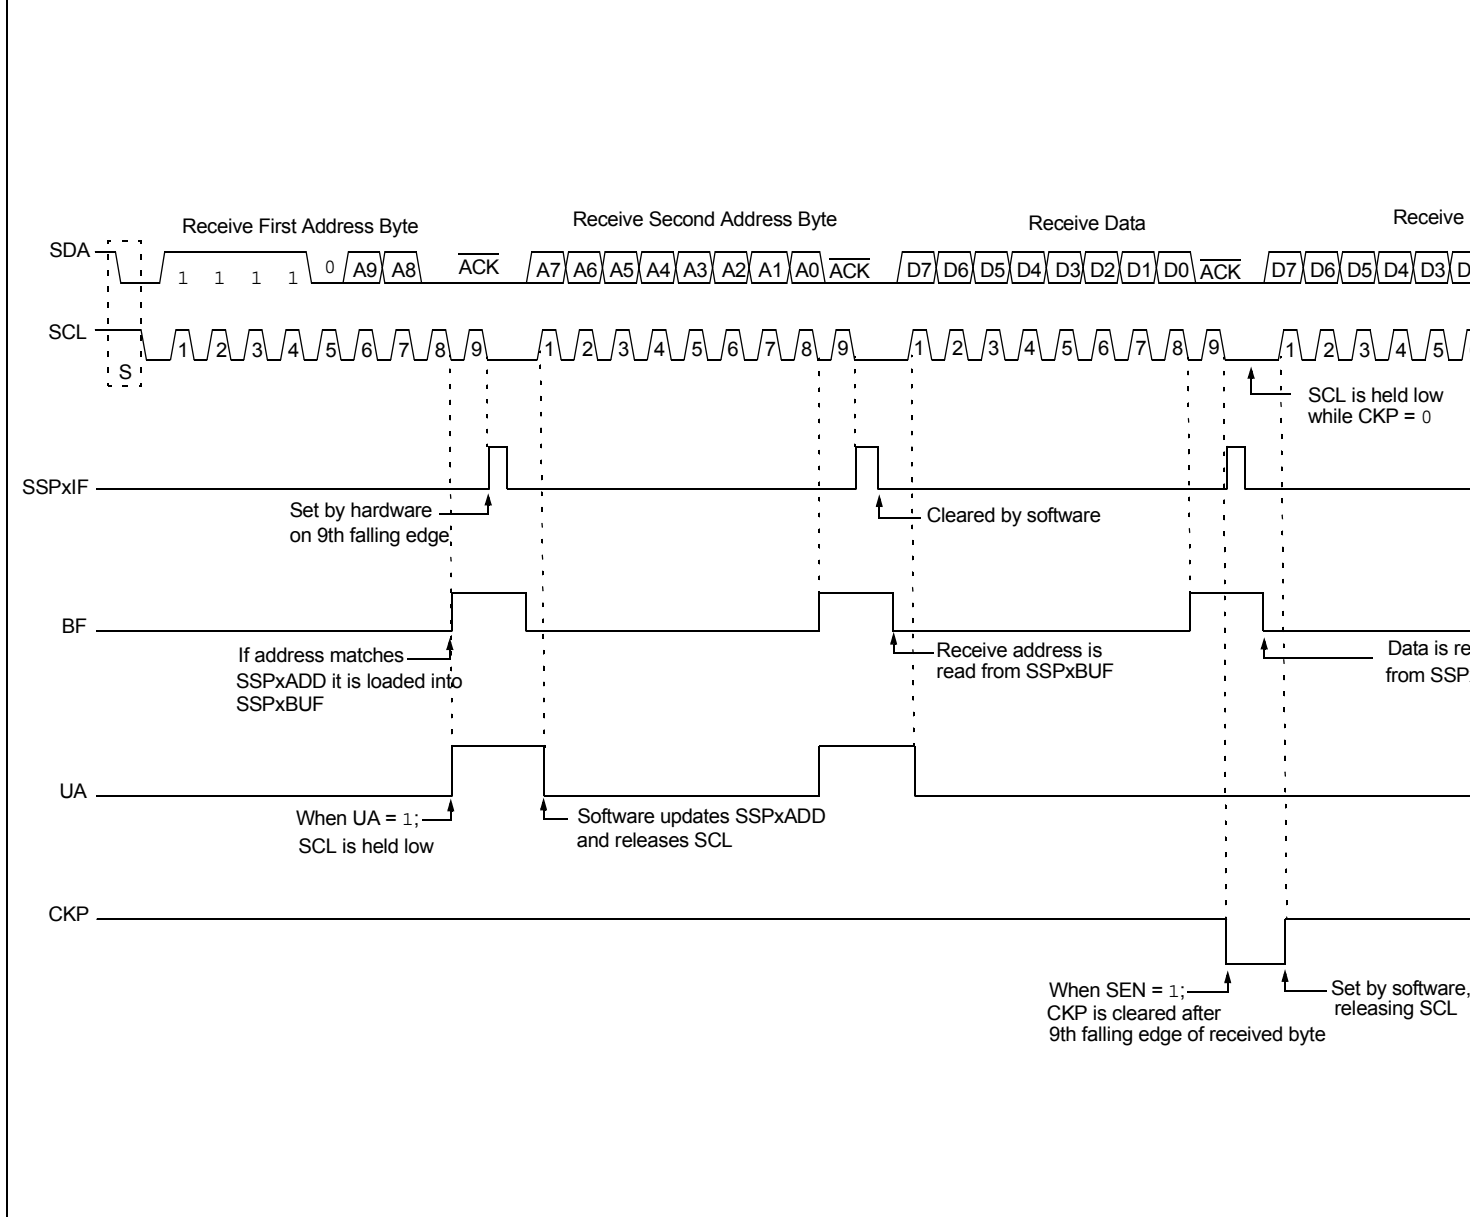 Receive First Address Byte
Receive Second Address Byte
Receive Data
Receive
SDA
1 1 1 1 0 A9 A8 ACK A7 A6 A5 A4 A3 A2 A1 A0 ACK D7 D6 D5 D4 D3 D2 D1 D0 ACK D7 D6 D5 D4 D3 D
SCL
1 2 3 4 5 6 7 8 9 1 2 3 4 5 6 7 8 9 1 2 3 4 5 6 7 8 9 1 2 3 4 5
S
SCL is held low
while CKP = 0
SSPxIF
Set by hardware
on 9th falling edge
Cleared by software
BF
If address matches
SSPxADD it is loaded into
SSPxBUF
Receive address is
read from SSPxBUF
Data is re
from SSP
UA
When UA = 1;
SCL is held low
Software updates SSPxADD
and releases SCL
CKP
When SEN = 1;
CKP is cleared after
9th falling edge of received byte
Set by software,
releasing SCL